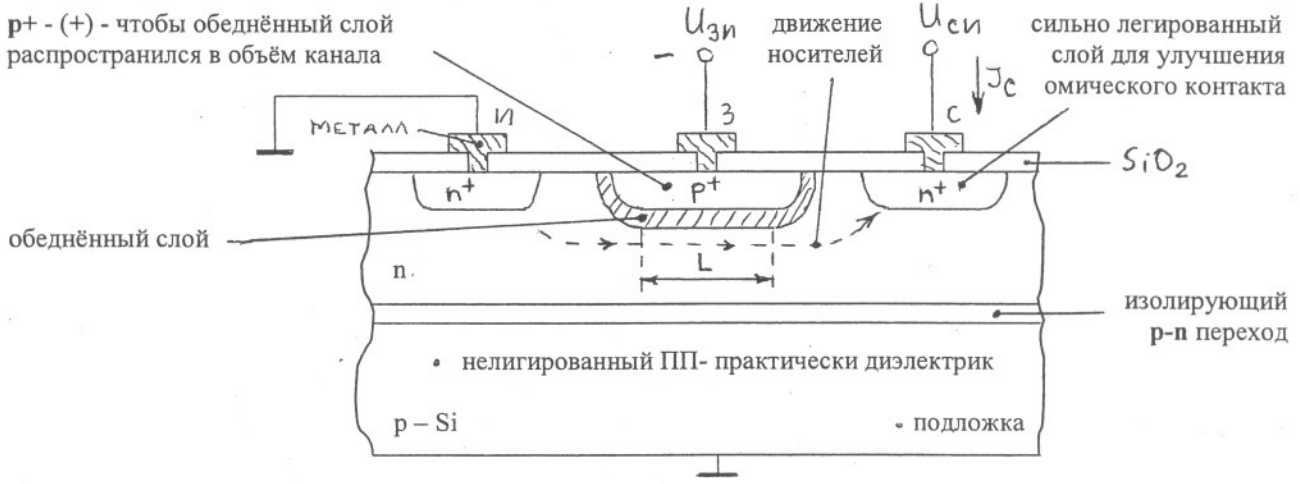 p+ - (+) - чтобы обеднённый слой
распространился в объём канала
Uзи
-
движение
носителей
Uси
Jс
сильно легированный
слой для улучшения
омического контакта
И
МЕТАЛЛ
З
С
SiO2
n+
p+
n+
обеднённый слой
L
n
изолирующий
p-n переход
• нелигированный ПП- практически диэлектрик
p – Si
• подложка